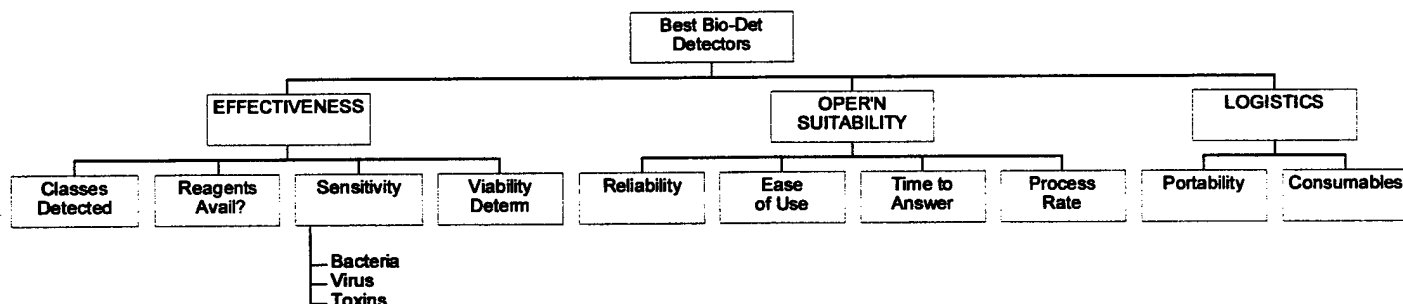 Best Bio-Det
Detectors
EFFECTIVENESS
OPER'N
SUITABILITY
LOGISTICS
Classes
Detected
Reagents
Avail?
Sensitivity
Viability
Determ
Reliability
Ease
of Use
Time to
Answer
Process
Rate
Portability
Consumables
Bacteria
Virus
Toxins